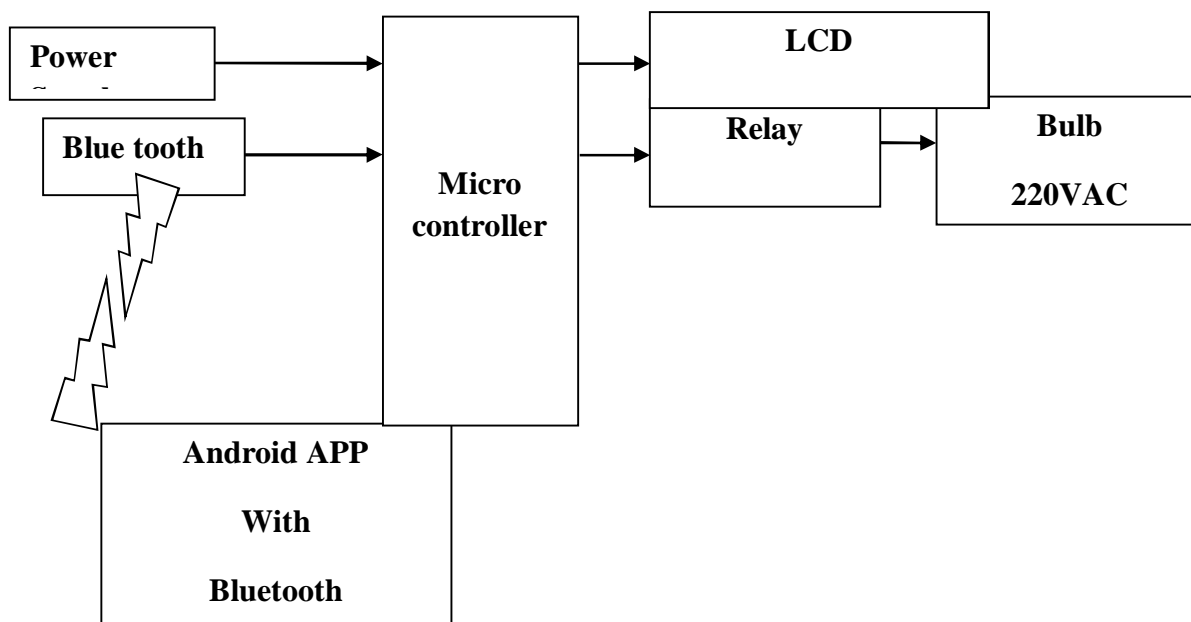 Power
Blue tooth
Micro
controller
LCD
Relay
Bulb
220VAC
Android APP
With
Bluetooth